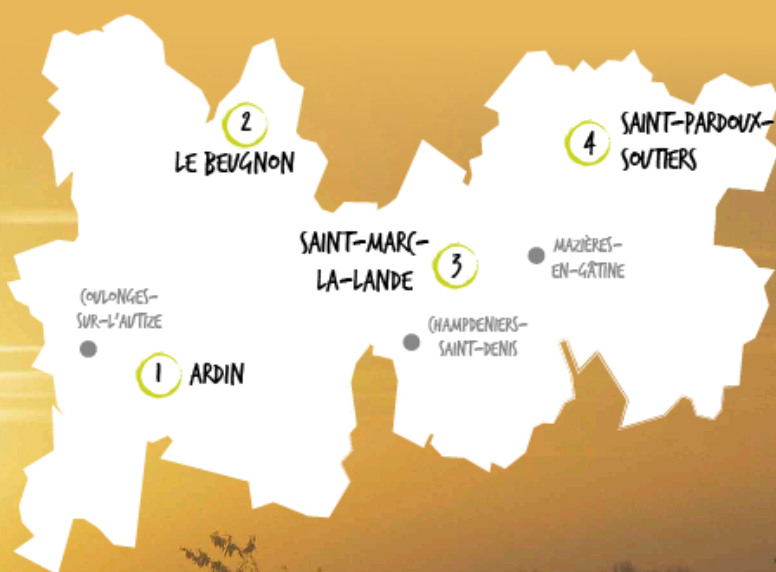 2
LE BEUGNON
4
SAINT-PARDOUX-
SOUTIERS
SAINT-MARC-
LA-LANDE
3
MAZIÈRES-
EN-GÂTINE
COULONGES-
SUR-L'AUTIZE
CHAMPDENIERS-
SAINT-DENIS
1
ARDIN